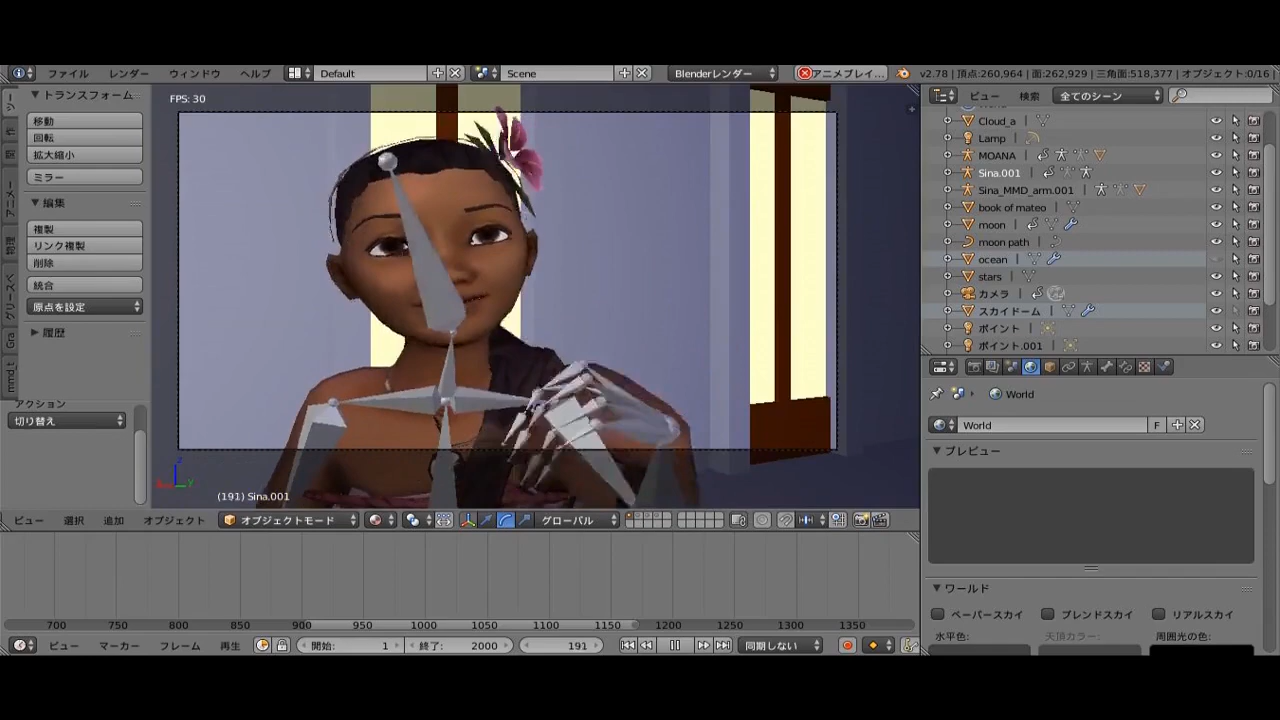 ファイル レンダー ウィンドウ ヘルプ Default Scene Blenderレンダー アニメプレイ... v2.78 | 頂点:260,964 | 面:262,929 | 三角面:518,377 | オブジェクト:0/16 |
トランスフォーム
移動
回転
拡大縮小
ミラー
編集
複製
リンク複製
削除
統合
原点を設定
履歴
アニメー
物理
グリースペ
Gra
mmd_t
アクション
切り替え
FPS: 30
(191) Sina.001
ビュー 選択 追加 オブジェクト オブジェクトモード グローバル
700 750 800 850 900 950 1000 1050 1100 1150 1200 1250 1300 1350
ビュー マーカー フレーム 再生 開始: 1 終了: 2000 191 同期しない
ビュー 検索 全てのシーン
Cloud_a
Lamp
MOANA
Sina.001
Sina_MMD_arm.001
book of mateo
moon
moon path
ocean
stars
カメラ
スカイドーム
ポイント
ポイント.001
World
World F
プレビュー
ワールド
ペーパースカイ ブレンドスカイ リアルスカイ
水平色: 天頂カラー: 周囲光の色: